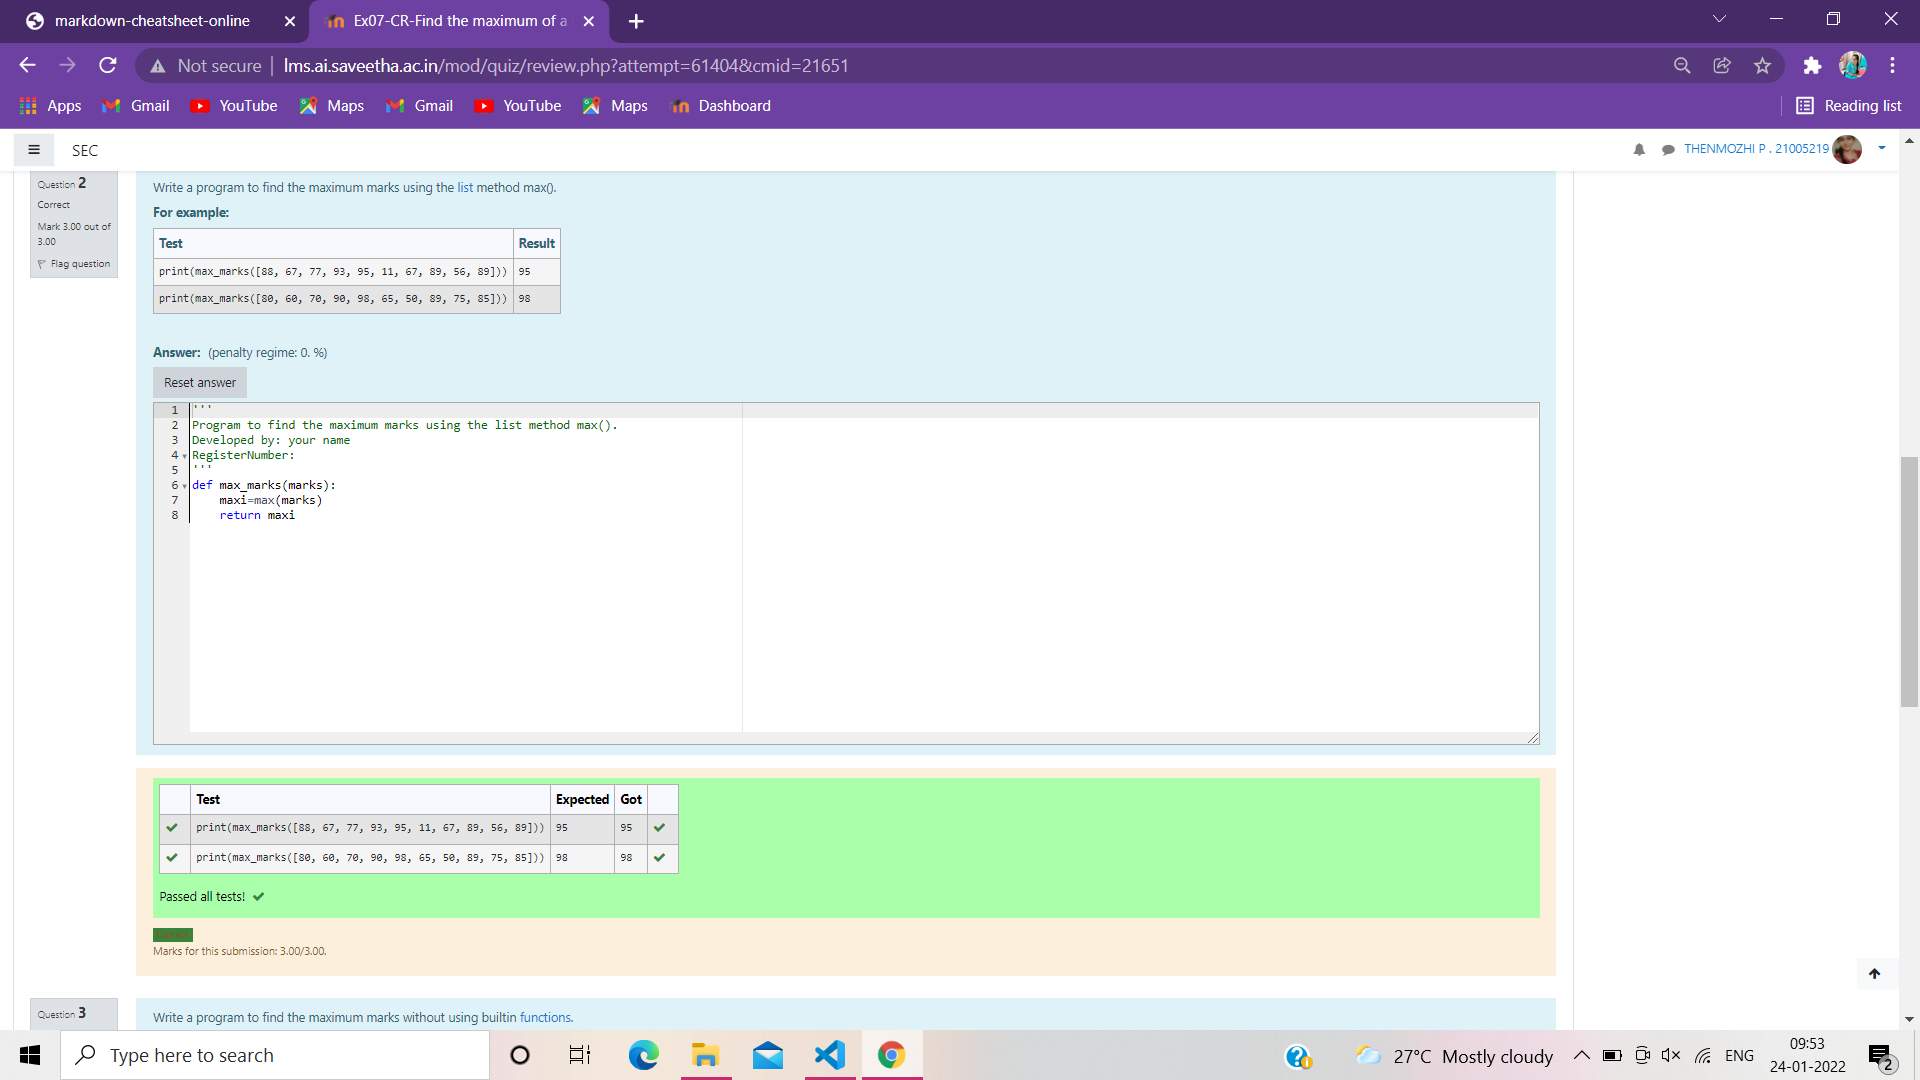 markdown-cheatsheet-online
Ex07-CR-Find the maximum of a
Not secure
lms.ai.saveetha.ac.in/mod/quiz/review.php?attempt=61404&cmid=21651
Apps
Gmail
YouTube
Maps
Gmail
YouTube
Maps
Dashboard
Reading list
SEC
THENMOZHI P . 21005219
Question 2
Correct
Mark 3.00 out of
3.00
Flag question
Write a program to find the maximum marks using the list method max().
For example:
Test Result
print(max_marks([88, 67, 77, 93, 95, 11, 67, 89, 56, 89])) 95
print(max_marks([80, 60, 70, 90, 98, 65, 50, 89, 75, 85])) 98
Answer: (penalty regime: 0. %)
Reset answer
1 '''
2 Program to find the maximum marks using the list method max().
3 Developed by: your name
4 RegisterNumber:
5 '''
6 def max_marks(marks):
7 maxi=max(marks)
8 return maxi
Test Expected Got
print(max_marks([88, 67, 77, 93, 95, 11, 67, 89, 56, 89])) 95 95
print(max_marks([80, 60, 70, 90, 98, 65, 50, 89, 75, 85])) 98 98
Passed all tests!
Marks for this submission: 3.00/3.00.
Question 3
Write a program to find the maximum marks without using builtin functions.
Type here to search
27°C Mostly cloudy
ENG
09:53
24-01-2022
2